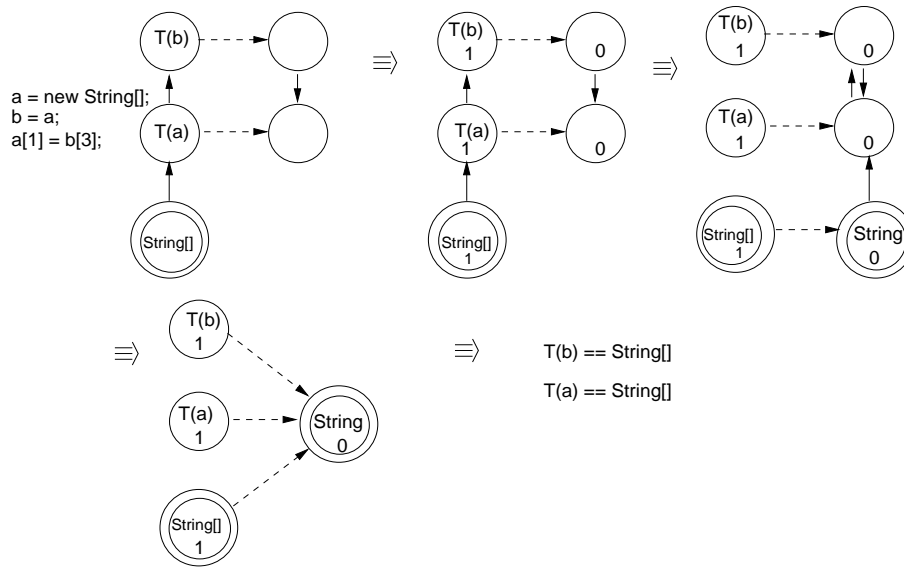 a = new String[];
b = a;
a[1] = b[3];
T(b)
T(a)
String[]
T(b)
1
0
T(a)
1
0
String[]
1
T(b)
1
0
T(a)
1
0
String[]
1
String
0
T(b)
1
T(a)
1
String
0
String[]
1
T(b) == String[]
T(a) == String[]